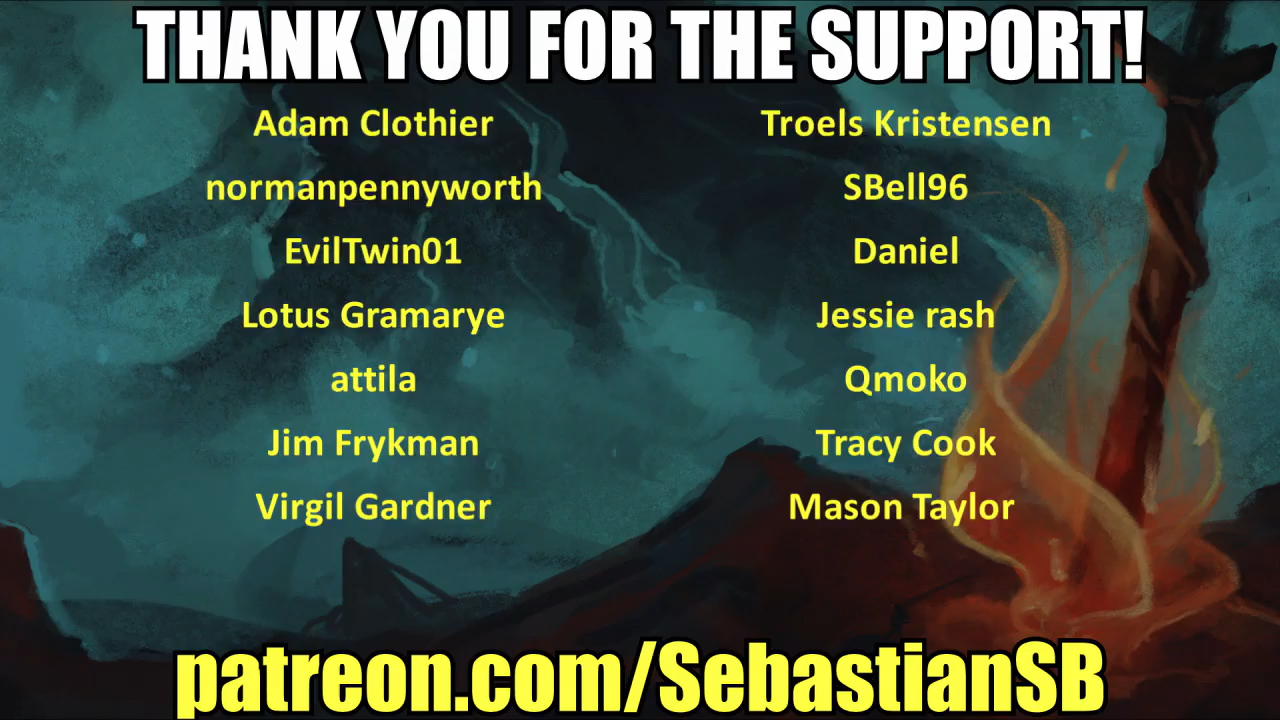 THANK YOU FOR THE SUPPORT!
Adam Clothier
normanpennyworth
EvilTwin01
Lotus Gramarye
attila
Jim Frykman
Virgil Gardner
Troels Kristensen
SBell96
Daniel
Jessie rash
Qmoko
Tracy Cook
Mason Taylor
patreon.com/SebastianSB